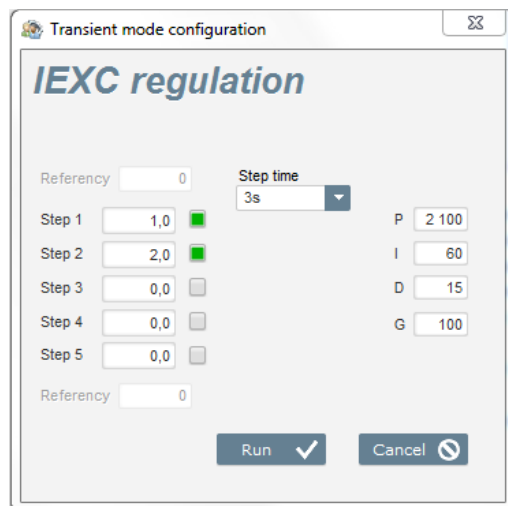 Transient mode configuration
IEXC regulation
Referency 0
Step time
3s
Step 1 1,0
P 2 100
Step 2 2,0
I 60
Step 3 0,0
D 15
Step 4 0,0
G 100
Step 5 0,0
Referency 0
Run
Cancel